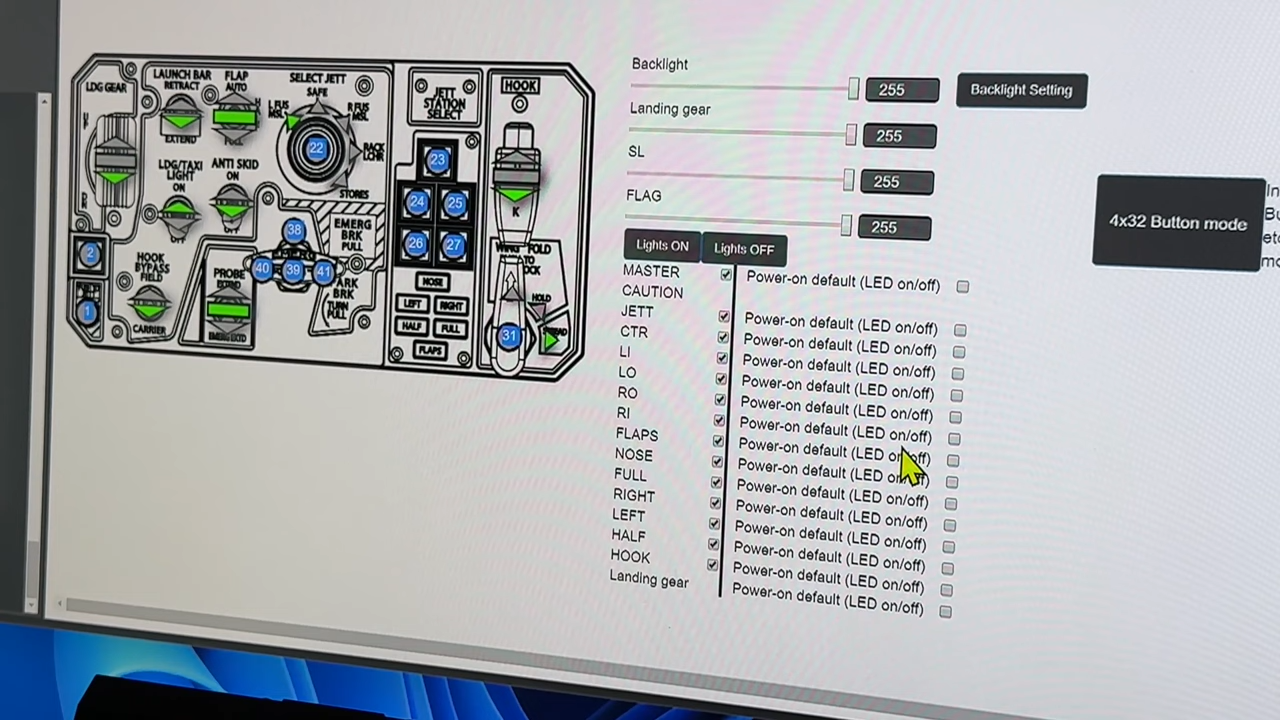 LDG GEAR
LAUNCH BAR
RETRACT
EXTEND
FLAP
AUTO
SELECT JETT
SAFE
L FUS
MSL
R FUS
MSL
RACK
LCHR
STORES
22
LDG/TAXI
LIGHT
ON
OFF
ANTI SKID
ON
JETT
STATION
SELECT
HOOK
23
24
25
26
27
K
38
40
39
41
EMERG
BRK
PULL
2
1
HOOK
BYPASS
FIELD
CARRIER
PROBE
EXTEND
PARK
BRK
TURN
PULL
NOSE
LEFT
RIGHT
HALF
FULL
FLAPS
FOLD
HOLD
31
Backlight
255
Backlight Setting
Landing gear
255
SL
255
FLAG
255
Lights ON
Lights OFF
4x32 Button mode
In
MASTER
CAUTION
Power-on default (LED on/off)
JETT
Power-on default (LED on/off)
CTR
Power-on default (LED on/off)
LI
Power-on default (LED on/off)
LO
Power-on default (LED on/off)
RO
Power-on default (LED on/off)
RI
Power-on default (LED on/off)
FLAPS
Power-on default (LED on/off)
NOSE
Power-on default (LED on/off)
FULL
Power-on default (LED on/off)
RIGHT
Power-on default (LED on/off)
LEFT
Power-on default (LED on/off)
HALF
Power-on default (LED on/off)
HOOK
Power-on default (LED on/off)
Landing gear
Power-on default (LED on/off)